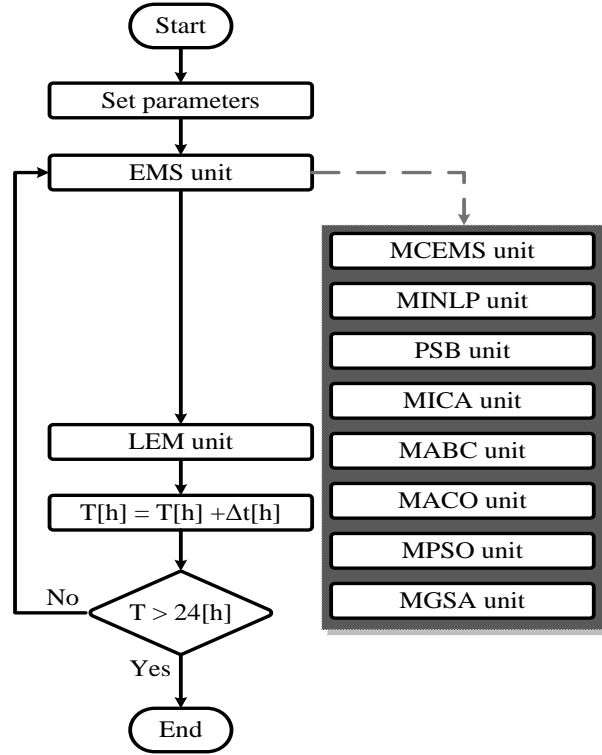 Start
Set parameters
EMS unit
MCEMS unit
MINLP unit
PSB unit
MICA unit
MABC unit
MACO unit
MPSO unit
MGSA unit
LEM unit
T[h] = T[h] +Δt[h]
No
T > 24[h]
Yes
End